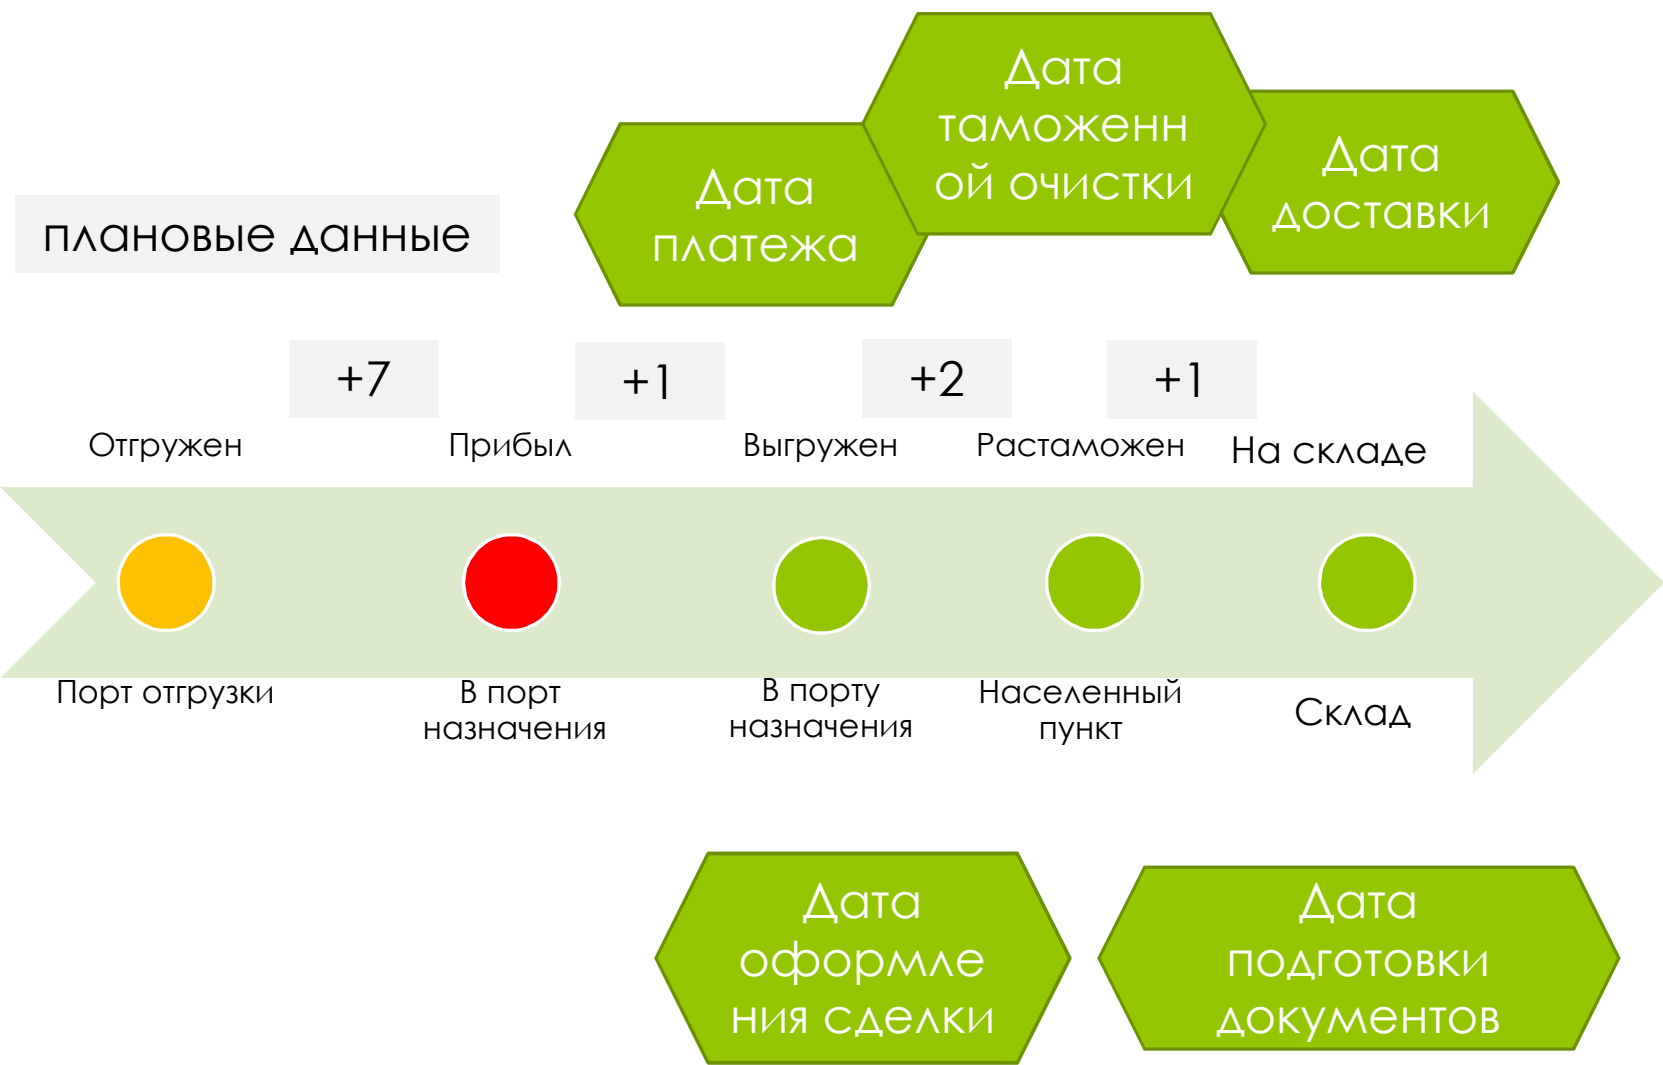 Дата
таможенн
ой очистки
Дата
платежа
Дата
доставки
плановые данные
+7
+1
+2
+1
Отгружен
Прибыл
Выгружен
Растаможен
На складе
Порт отгрузки
В порт
назначения
В порту
назначения
Населенный
пункт
Склад
Дата
оформле
ния сделки
Дата
подготовки
документов